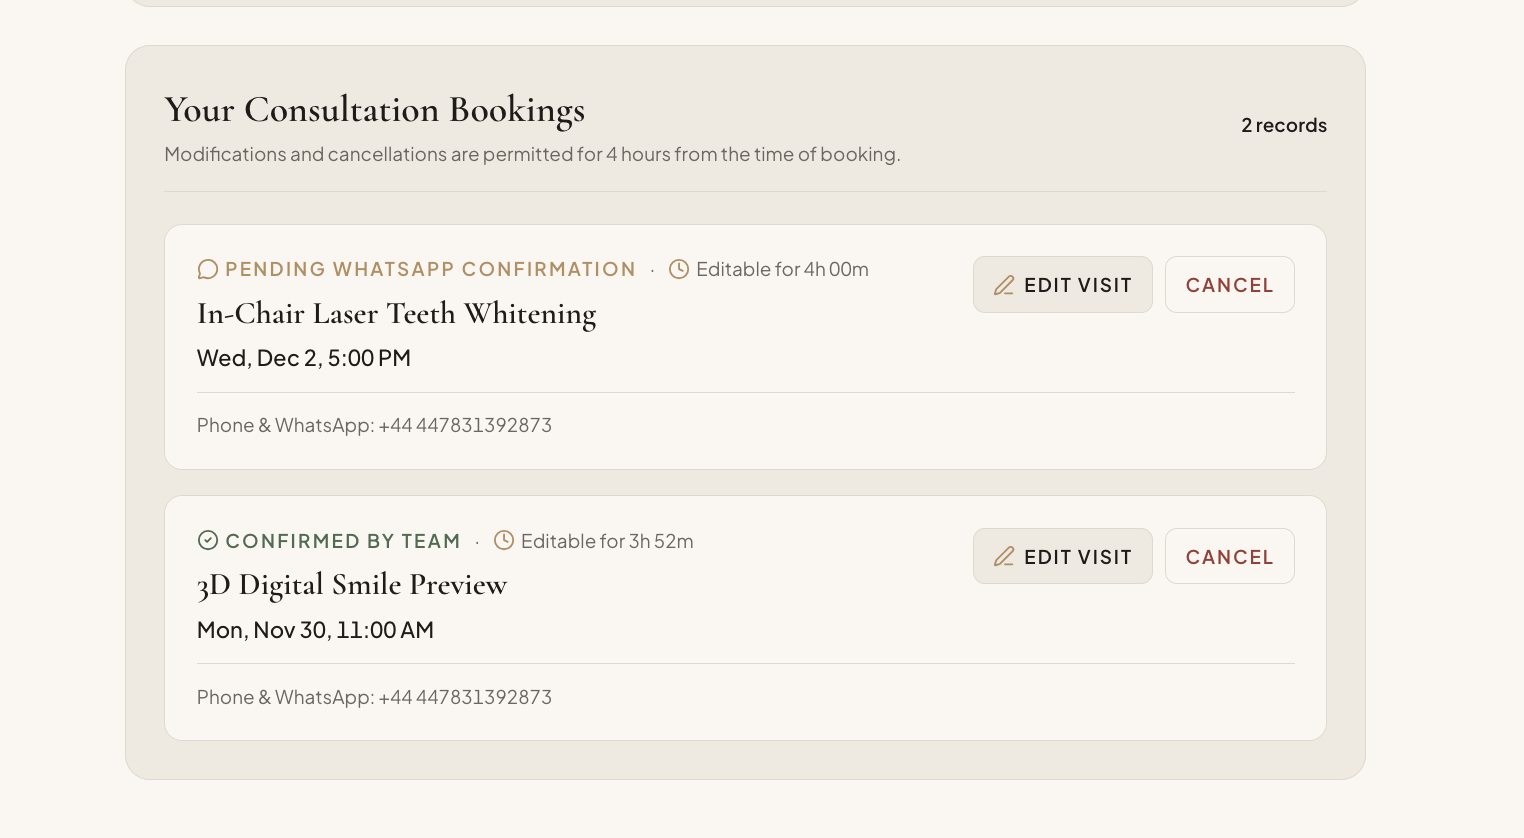 Your Consultation Bookings
2 records
Modifications and cancellations are permitted for 4 hours from the time of booking.
PENDING WHATSAPP CONFIRMATION · Editable for 4h 00m
EDIT VISIT
CANCEL
In-Chair Laser Teeth Whitening
Wed, Dec 2, 5:00 PM
Phone & WhatsApp: +44 447831392873
CONFIRMED BY TEAM · Editable for 3h 52m
EDIT VISIT
CANCEL
3D Digital Smile Preview
Mon, Nov 30, 11:00 AM
Phone & WhatsApp: +44 447831392873